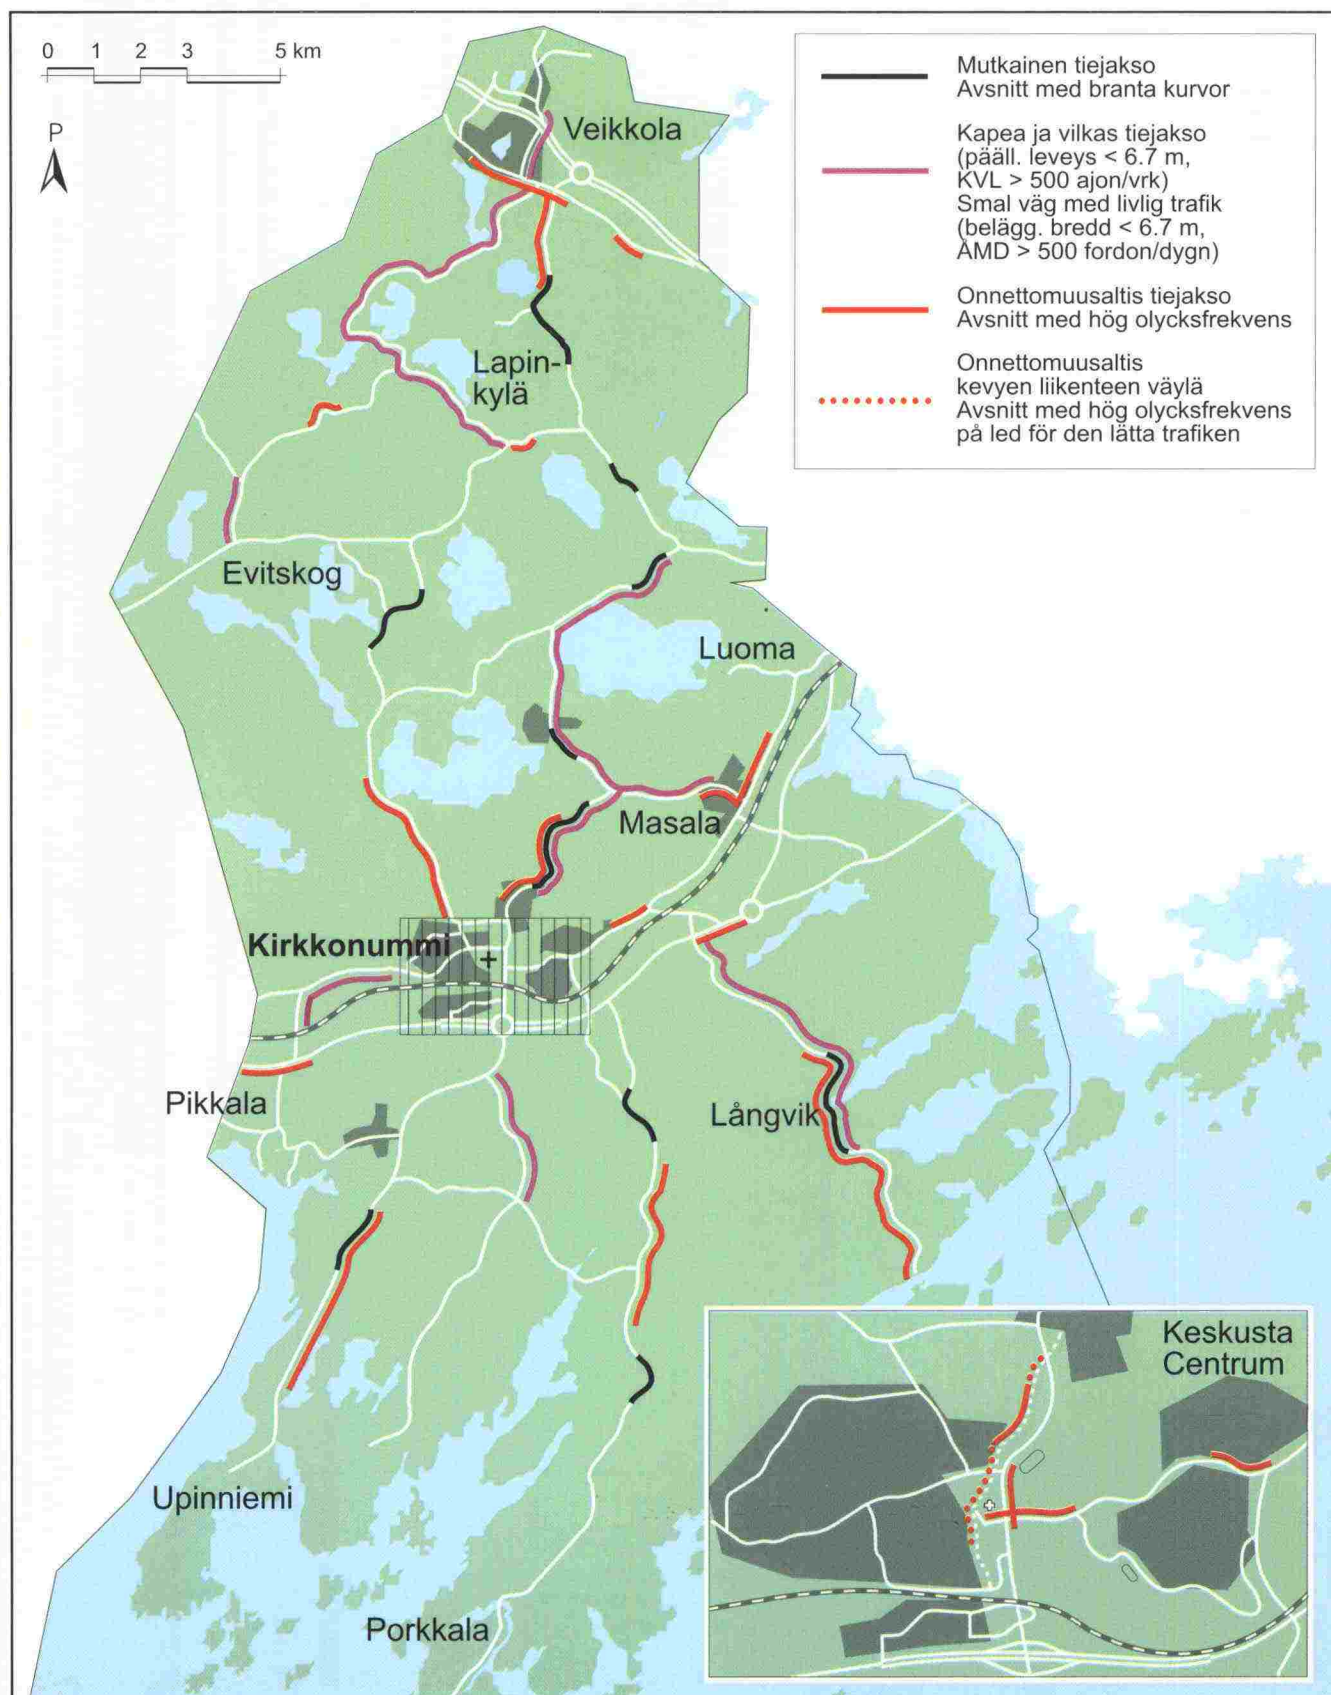 0 1 2 3 5 km
P
Mutkainen tiejakso
Avsnitt med branta kurvor
Kapea ja vilkas tiejakso
(pääll. leveys < 6.7 m,
KVL > 500 ajon/vrk)
Smal väg med livlig trafik
(belägg. bredd < 6.7 m,
ÅMD > 500 fordon/dygn)
Onnettomuusaltis tiejakso
Avsnitt med hög olycksfrekvens
Onnettomuusaltis
kevyen liikenteen väylä
Avsnitt med hög olycksfrekvens
på led för den lätta trafiken
Veikkola
Lapin-
kylä
Evitskog
Luoma
Masala
Kirkkonummi
Pikkala
Långvik
Upinniemi
Porkkala
Keskusta
Centrum